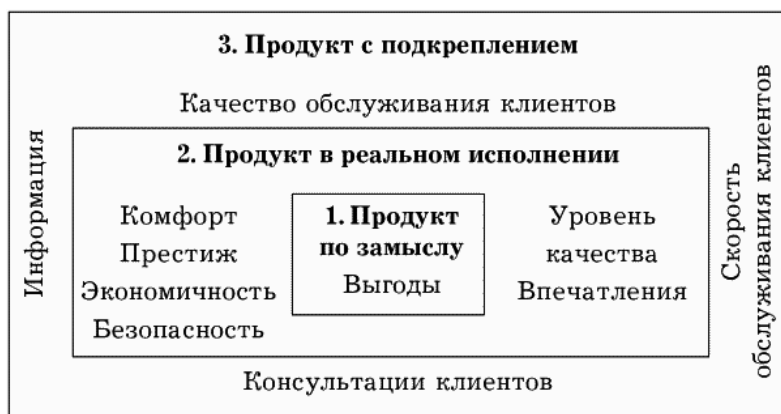 3. Продукт с подкреплением
Качество обслуживания клиентов
Информация
2. Продукт в реальном исполнении
Комфорт
Престиж
Экономичность
Безопасность
1. Продукт
по замыслу
Выгоды
Уровень
качества
Впечатления
Скорость
обслуживания клиентов
Консультации клиентов